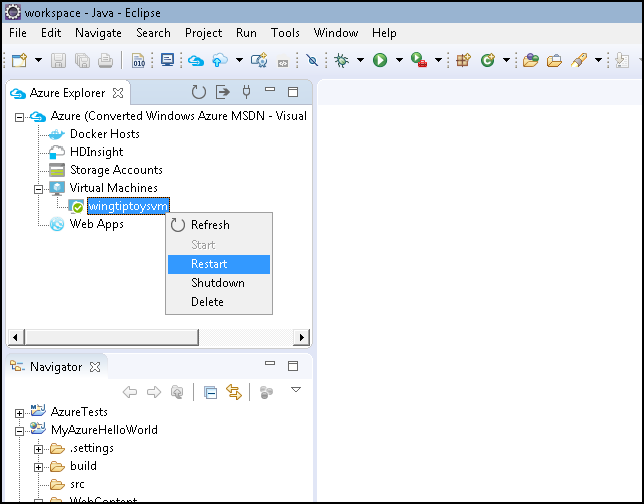 workspace - Java - Eclipse
File Edit Navigate Search Project Run Tools Window Help
010
Azure Explorer
Azure (Converted Windows Azure MSDN - Visual
Docker Hosts
HDInsight
Storage Accounts
Virtual Machines
wingtiptoysvm
Web Apps
Refresh
Start
Restart
Shutdown
Delete
Navigator
AzureTests
MyAzureHelloWorld
.settings
build
src
WebContent